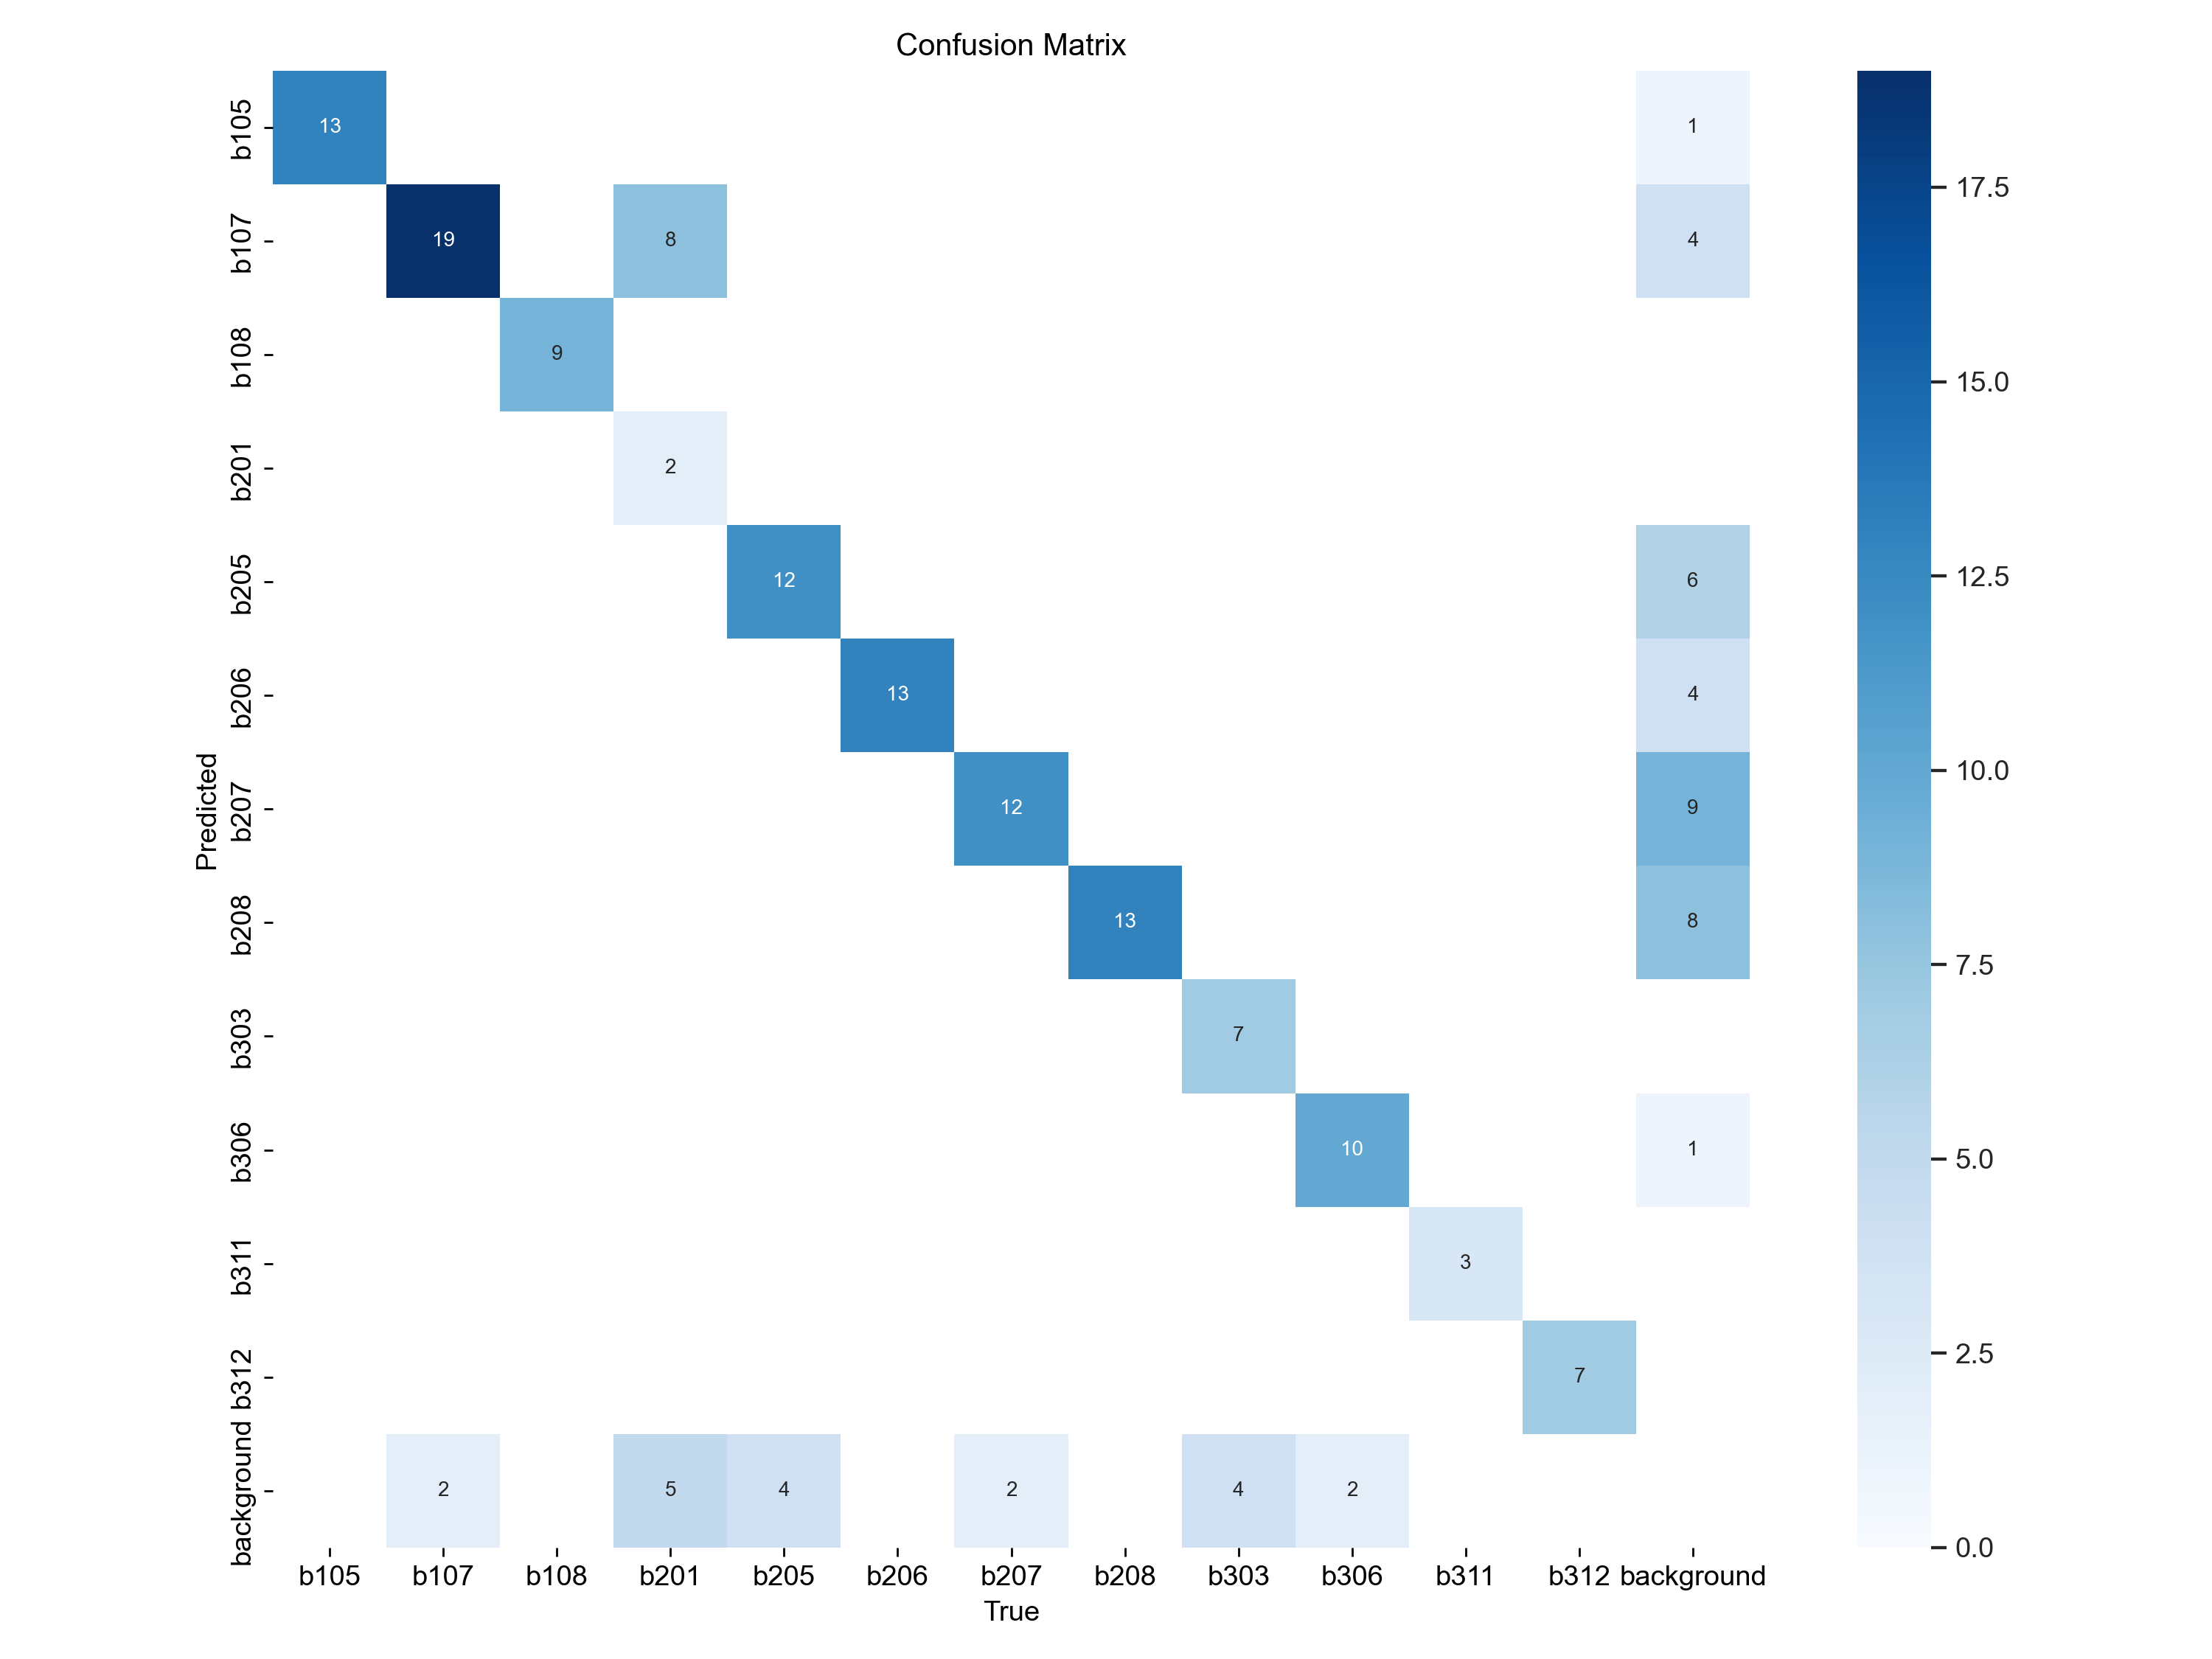 Confusion Matrix
b105 13 1
b107 19 8 4
b108 9
b201 2
b205 12 6
b206 13 4
b207 12 9
b208 13 8
b303 7
b306 10 1
b311 3
b312 7
background 2 5 4 2 4 2
b105 b107 b108 b201 b205 b206 b207 b208 b303 b306 b311 b312 background
True
Predicted
17.5
15.0
12.5
10.0
7.5
5.0
2.5
0.0